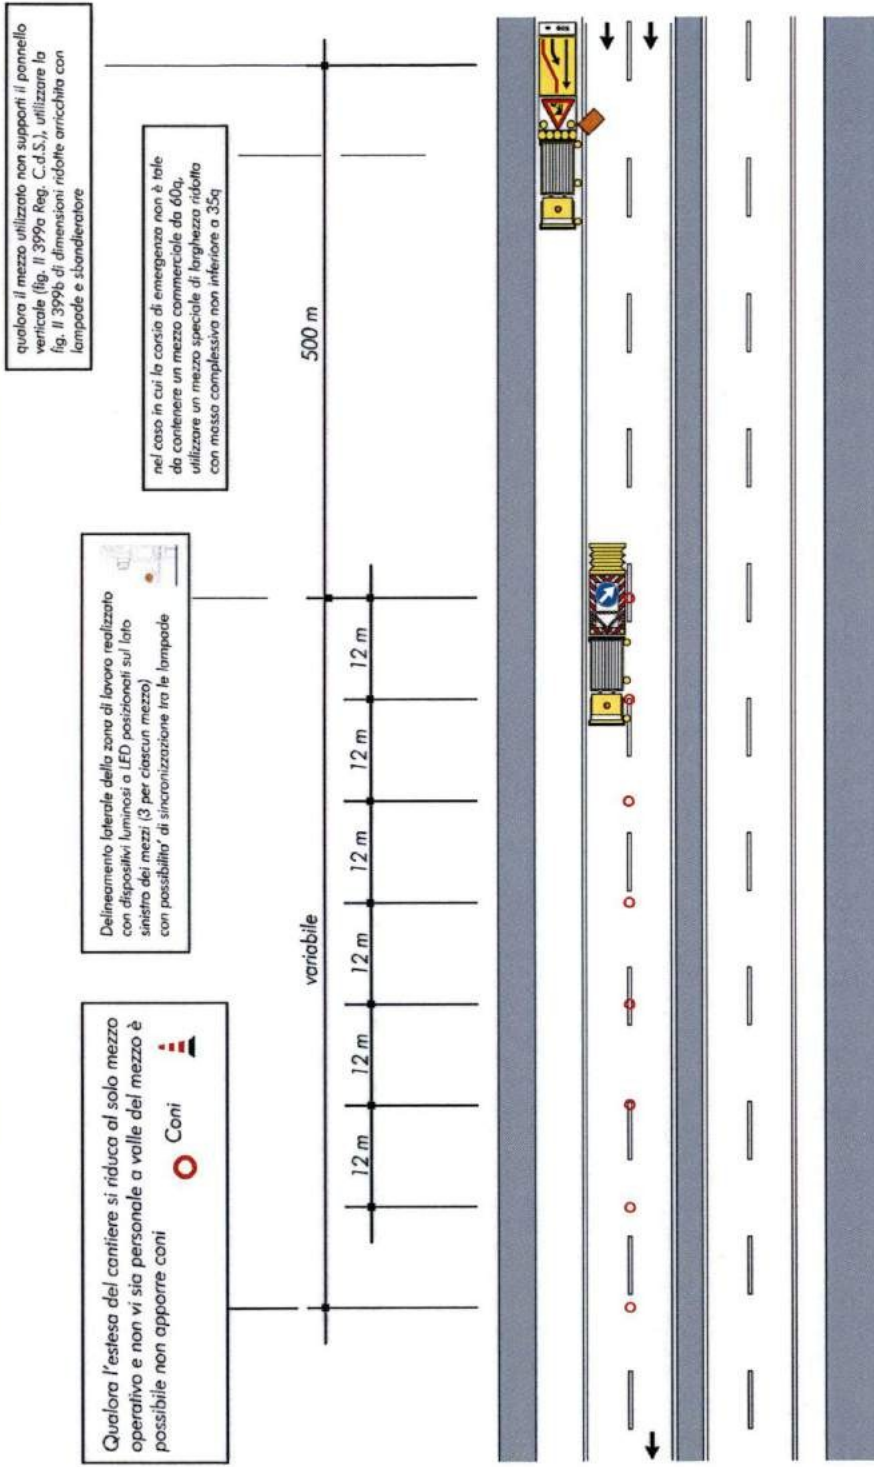 Qualora l'estesa del cantiere si riduca al solo mezzo
operativo e non vi sia personale a valle del mezzo è
possibile non apporre coni
Coni
Delineamento laterale della zona di lavoro realizzato
con dispositivi luminosi a LED posizionati sul lato
sinistro dei mezzi (3 per ciascun mezzo)
con possibilita' di sincronizzazione tra le lampade
nel caso in cui la corsia di emergenza non è tale
da contenere un mezzo commerciale da 60q,
utilizzare un mezzo speciale di larghezza ridotta
con massa complessiva non inferiore a 35q
qualora il mezzo utilizzato non supporti il pannello
verticale (fig. II 399a Reg. C.d.S.), utilizzare la
fig. II 399b di dimensioni ridotte arricchita con
lampade e sbandieratore
variabile
500 m
12 m
12 m
12 m
12 m
12 m
12 m